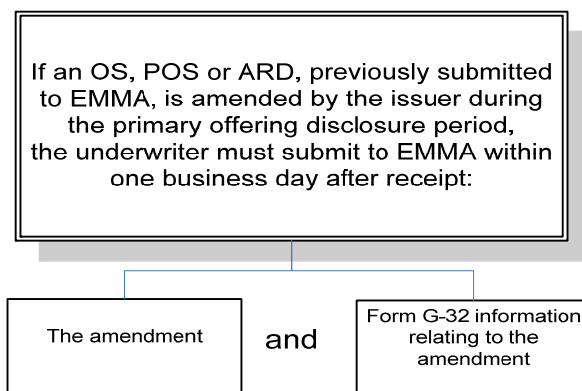 If an OS, POS or ARD, previously submitted
to EMMA, is amended by the issuer during
the primary offering disclosure period,
the underwriter must submit to EMMA within
one business day after receipt:
The amendment
and
Form G-32 information
relating to the
amendment